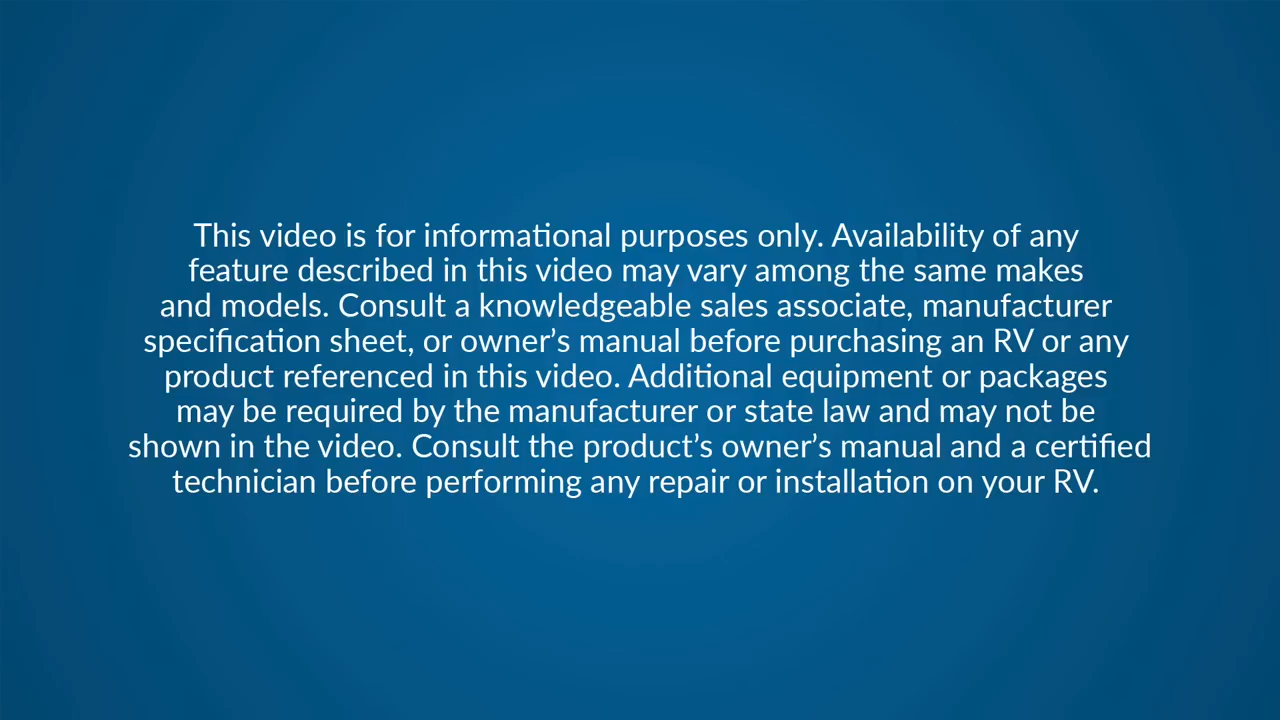 This video is for informational purposes only. Availability of any
feature described in this video may vary among the same makes
and models. Consult a knowledgeable sales associate, manufacturer
specification sheet, or owner’s manual before purchasing an RV or any
product referenced in this video. Additional equipment or packages
may be required by the manufacturer or state law and may not be
shown in the video. Consult the product’s owner’s manual and a certified
technician before performing any repair or installation on your RV.